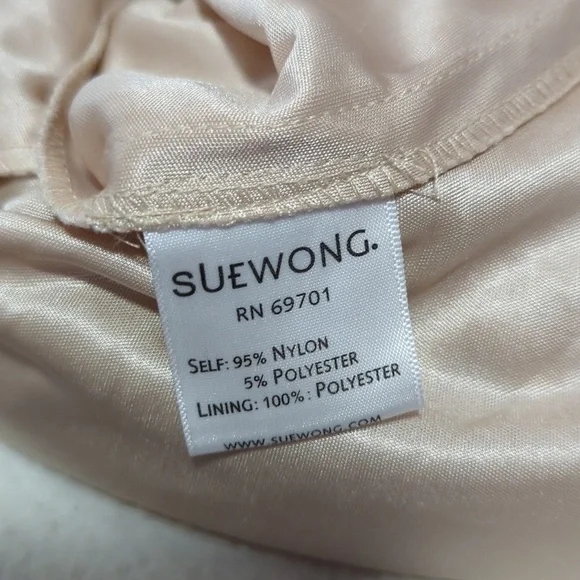 SUEWONG.
RN 69701
SELF: 95% NYLON
5% POLYESTER
LINING: 100%: POLYESTER
WWW.SUEWONG.COM